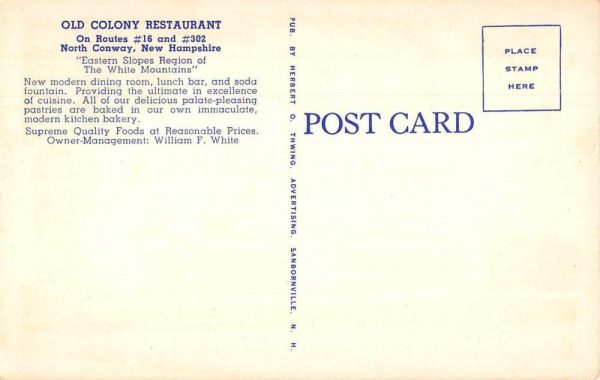 OLD COLONY RESTAURANT
On Routes #16 and #302
North Conway, New Hampshire
"Eastern Slopes Region of
The White Mountains"
New modern dining room, lunch bar, and soda
fountain. Providing the ultimate in excellence
of cuisine. All of our delicious palate-pleasing
pastries are baked in our own immaculate,
modern kitchen bakery.
Supreme Quality Foods at Reasonable Prices.
Owner-Management: William F. White
PUB. BY HERBERT O. THWING, ADVERTISING, SANBORNVILLE, N. H.
POST CARD
PLACE
STAMP
HERE